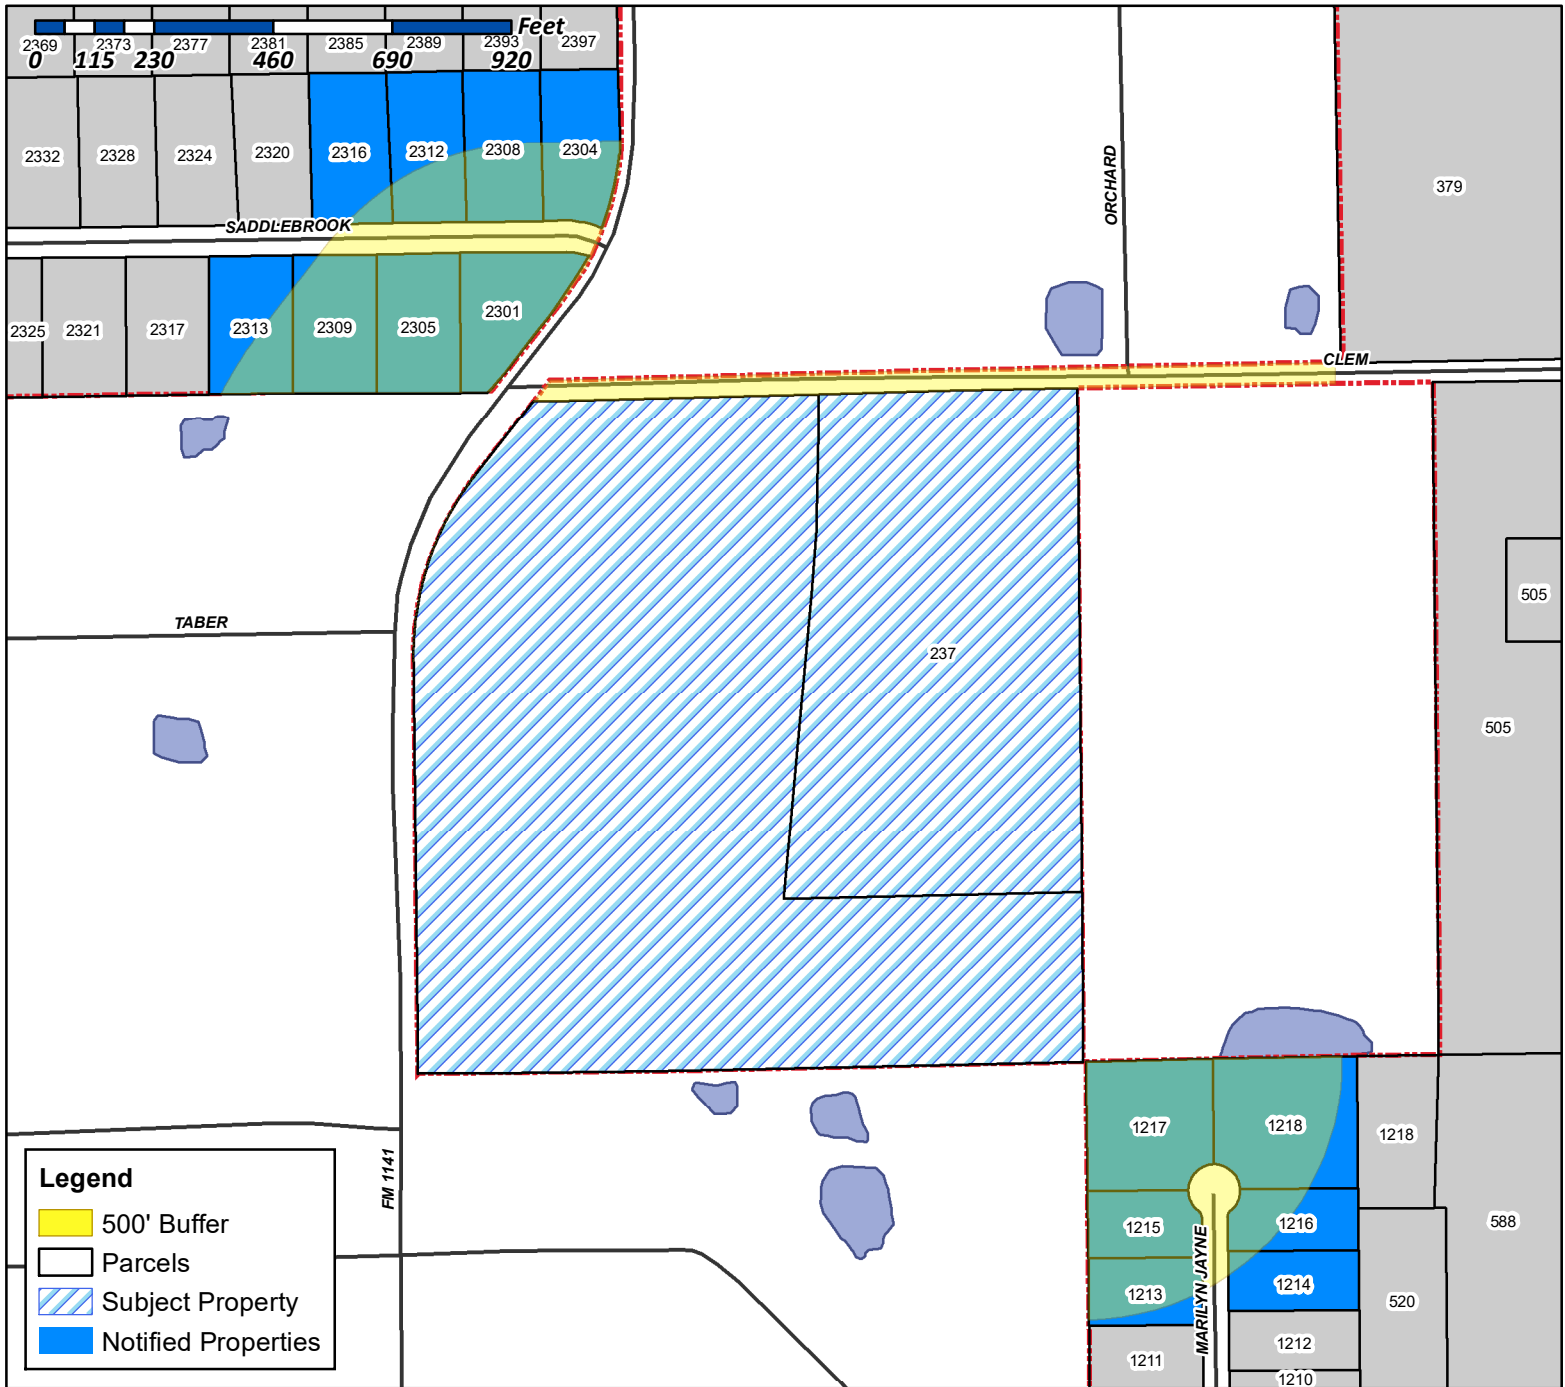 Feet
2369 2373 2377 2381 2385 2389 2393 2397
0 115 230 460 690 920
2332 2328 2324 2320 2316 2312 2308 2304
SADDLEBROOK
2325 2321 2317 2313 2309 2305 2301
ORCHARD
379
CLEM
505
505
TABER
237
FM 1141
1217 1218 1218
1215 1216 588
1213 1214 520
MARILYN JAYNE
1211 1212
1210
Legend
500' Buffer
Parcels
Subject Property
Notified Properties